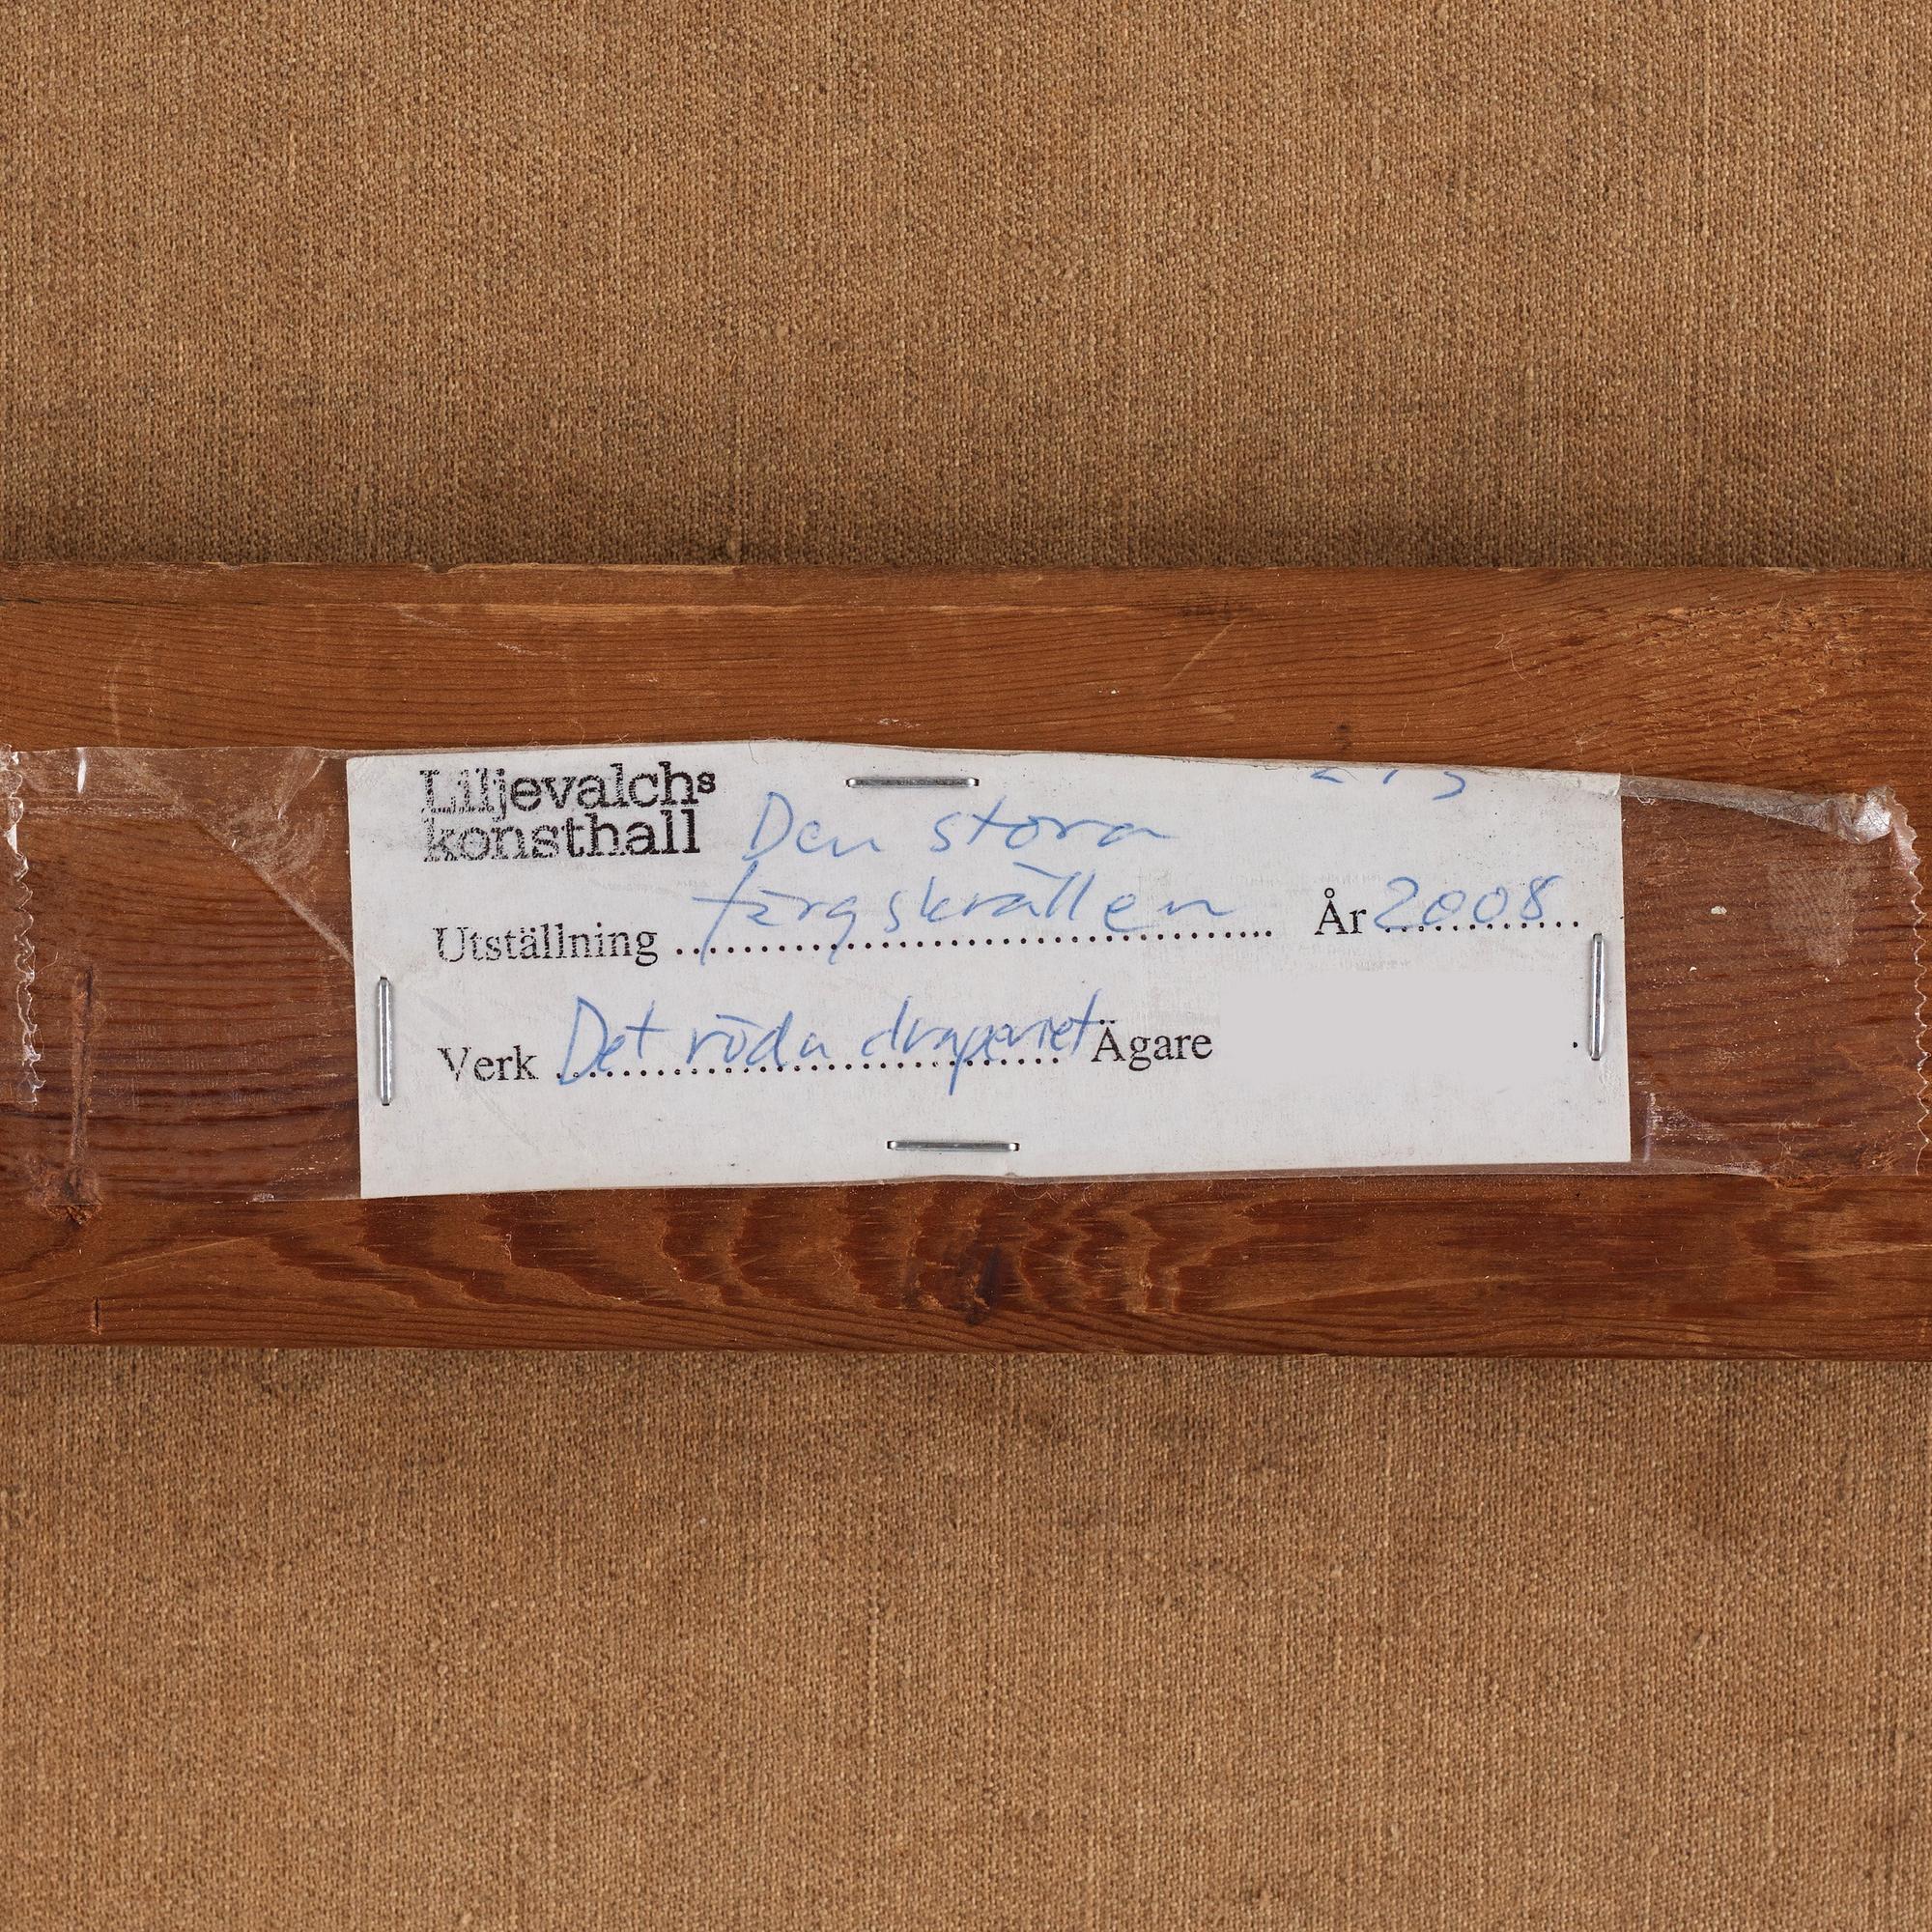 Liljevalchs
konsthall
Den stora
Utställning färgskrällen År 2008
Verk Det röda draperiet Ägare